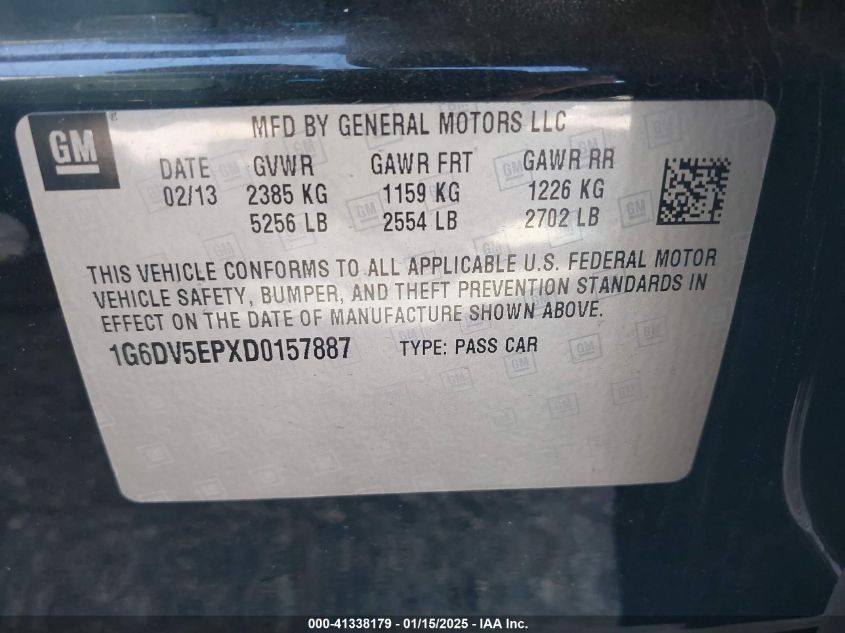 GM
MFD BY GENERAL MOTORS LLC
DATE GVWR GAWR FRT GAWR RR
02/13 2385 KG 1159 KG 1226 KG
5256 LB 2554 LB 2702 LB
THIS VEHICLE CONFORMS TO ALL APPLICABLE U.S. FEDERAL MOTOR
VEHICLE SAFETY, BUMPER, AND THEFT PREVENTION STANDARDS IN
EFFECT ON THE DATE OF MANUFACTURE SHOWN ABOVE.
1G6DV5EPXD0157887 TYPE: PASS CAR
000-41338179 - 01/15/2025 - © IAA Inc.